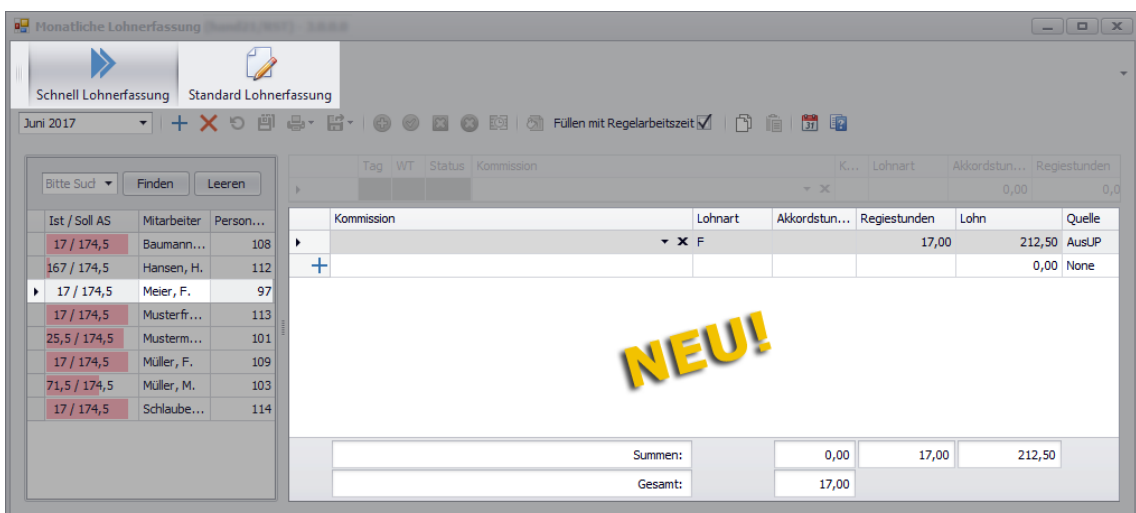 Monatliche Lohnerfassung
Schnell Lohnerfassung Standard Lohnerfassung
Juni 2017 Füllen mit Regelarbeitszeit
Tag WT Status Kommission K... Lohnart Akkordstun... Regiestunden
0,00 0,0
Bitte Sucl Finden Leeren
Ist / Soll AS Mitarbeiter Person...
17 / 174,5 Baumann... 108
167 / 174,5 Hansen, H. 112
17 / 174,5 Meier, F. 97
17 / 174,5 Musterfr... 113
25,5 / 174,5 Musterm... 101
17 / 174,5 Müller, F. 109
71,5 / 174,5 Müller, M. 103
17 / 174,5 Schlaube... 114
Kommission Lohnart Akkordstun... Regiestunden Lohn Quelle
F 17,00 212,50 AusUP
0,00 None
NEU!
Summen: 0,00 17,00 212,50
Gesamt: 17,00